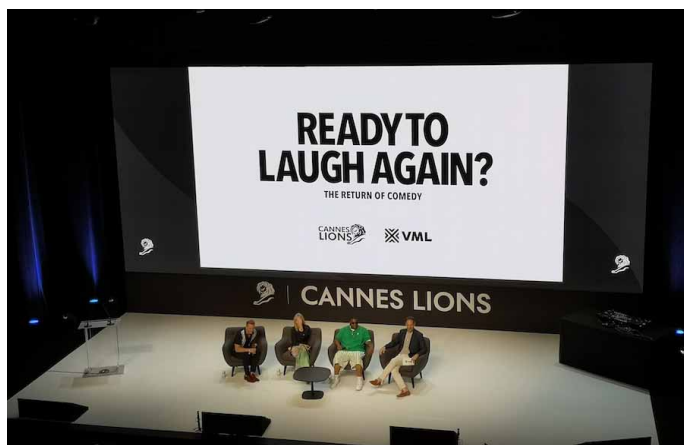 READY TO
LAUGH AGAIN?
THE RETURN OF COMEDY
CANNES
LIONS
VML
CANNES LIONS